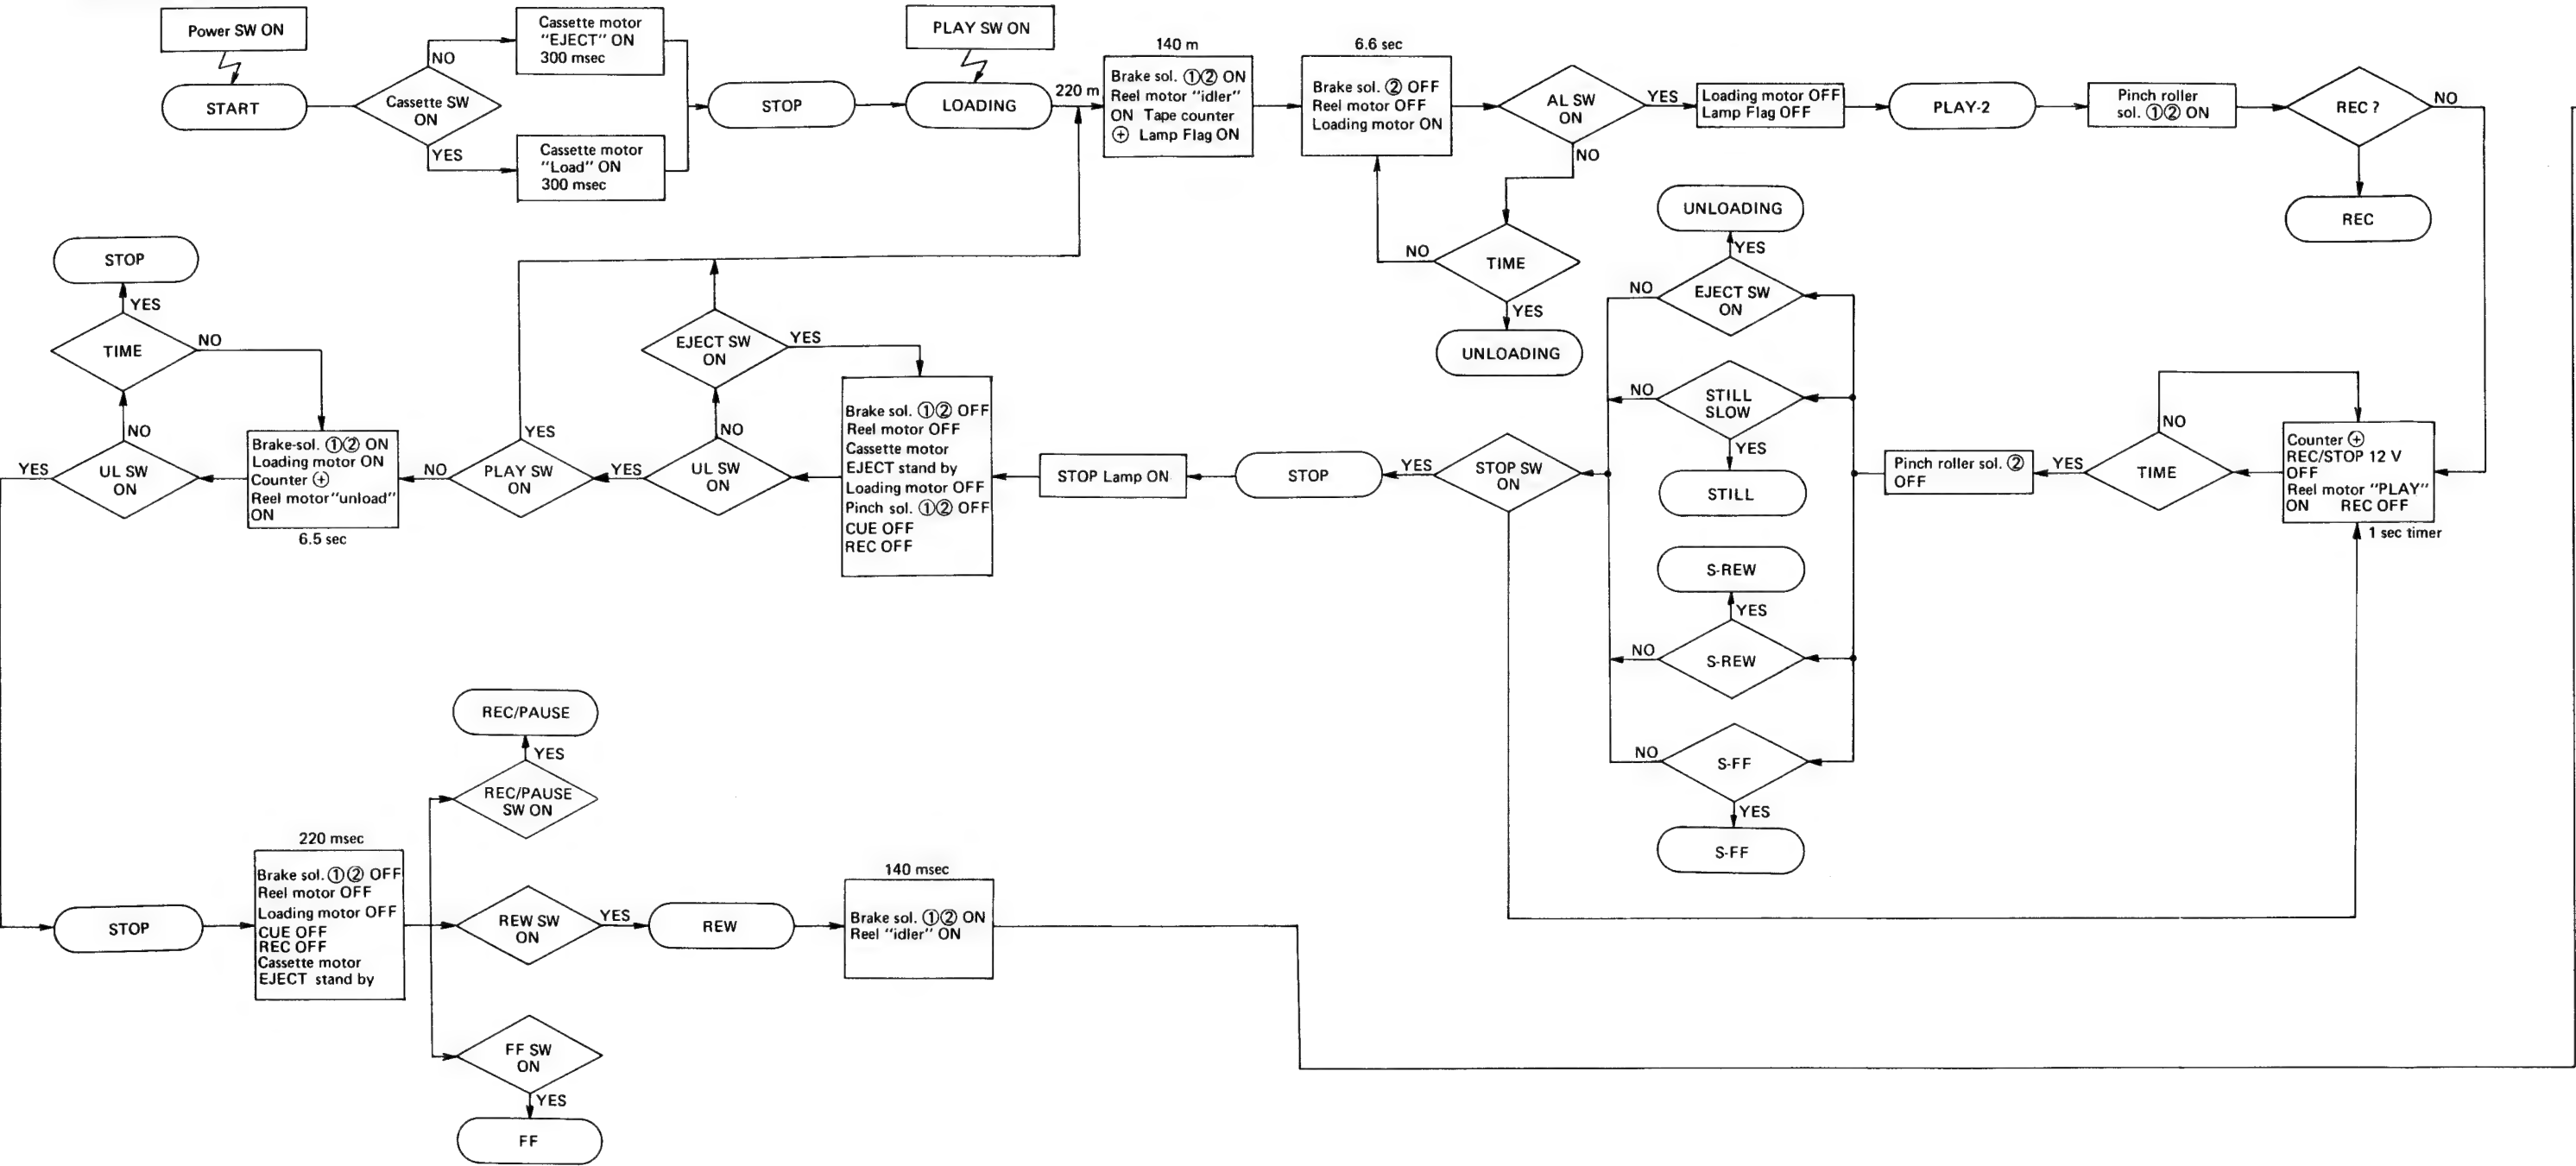 Power SW ON
START
Cassette SW
ON
NO
YES
Cassette motor
"EJECT" ON
300 msec
Cassette motor
"Load" ON
300 msec
STOP
PLAY SW ON
LOADING
220 m
140 m
Brake sol. ①② ON
Reel motor "idler"
ON Tape counter
⊕ Lamp Flag ON
6.6 sec
Brake sol. ② OFF
Reel motor OFF
Loading motor ON
AL SW
ON
YES
NO
Loading motor OFF
Lamp Flag OFF
PLAY-2
Pinch roller
sol. ①② ON
REC ?
NO
REC
TIME
NO
YES
UNLOADING
UNLOADING
YES
EJECT SW
ON
NO
STILL
SLOW
NO
YES
STILL
S-REW
YES
S-REW
NO
S-FF
NO
YES
S-FF
Counter ⊕
REC/STOP 12 V
OFF
Reel motor "PLAY"
ON REC OFF
1 sec timer
TIME
NO
YES
Pinch roller sol. ②
OFF
STOP SW
ON
YES
STOP
STOP Lamp ON
Brake sol. ①② OFF
Reel motor OFF
Cassette motor
EJECT stand by
Loading motor OFF
Pinch sol. ①② OFF
CUE OFF
REC OFF
EJECT SW
ON
YES
NO
UL SW
ON
YES
PLAY SW
ON
YES
NO
Brake-sol. ①② ON
Loading motor ON
Counter ⊕
Reel motor "unload"
ON
6.5 sec
STOP
YES
TIME
NO
NO
UL SW
ON
YES
STOP
220 msec
Brake sol. ①② OFF
Reel motor OFF
Loading motor OFF
CUE OFF
REC OFF
Cassette motor
EJECT stand by
REC/PAUSE
YES
REC/PAUSE
SW ON
REW SW
ON
YES
REW
140 msec
Brake sol. ①② ON
Reel "idler" ON
FF SW
ON
YES
FF